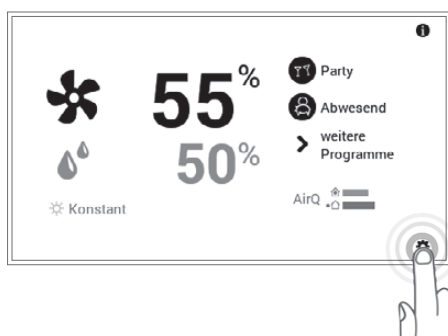 55%
50%
Konstant
Party
Abwesend
weitere
Programme
AirQ